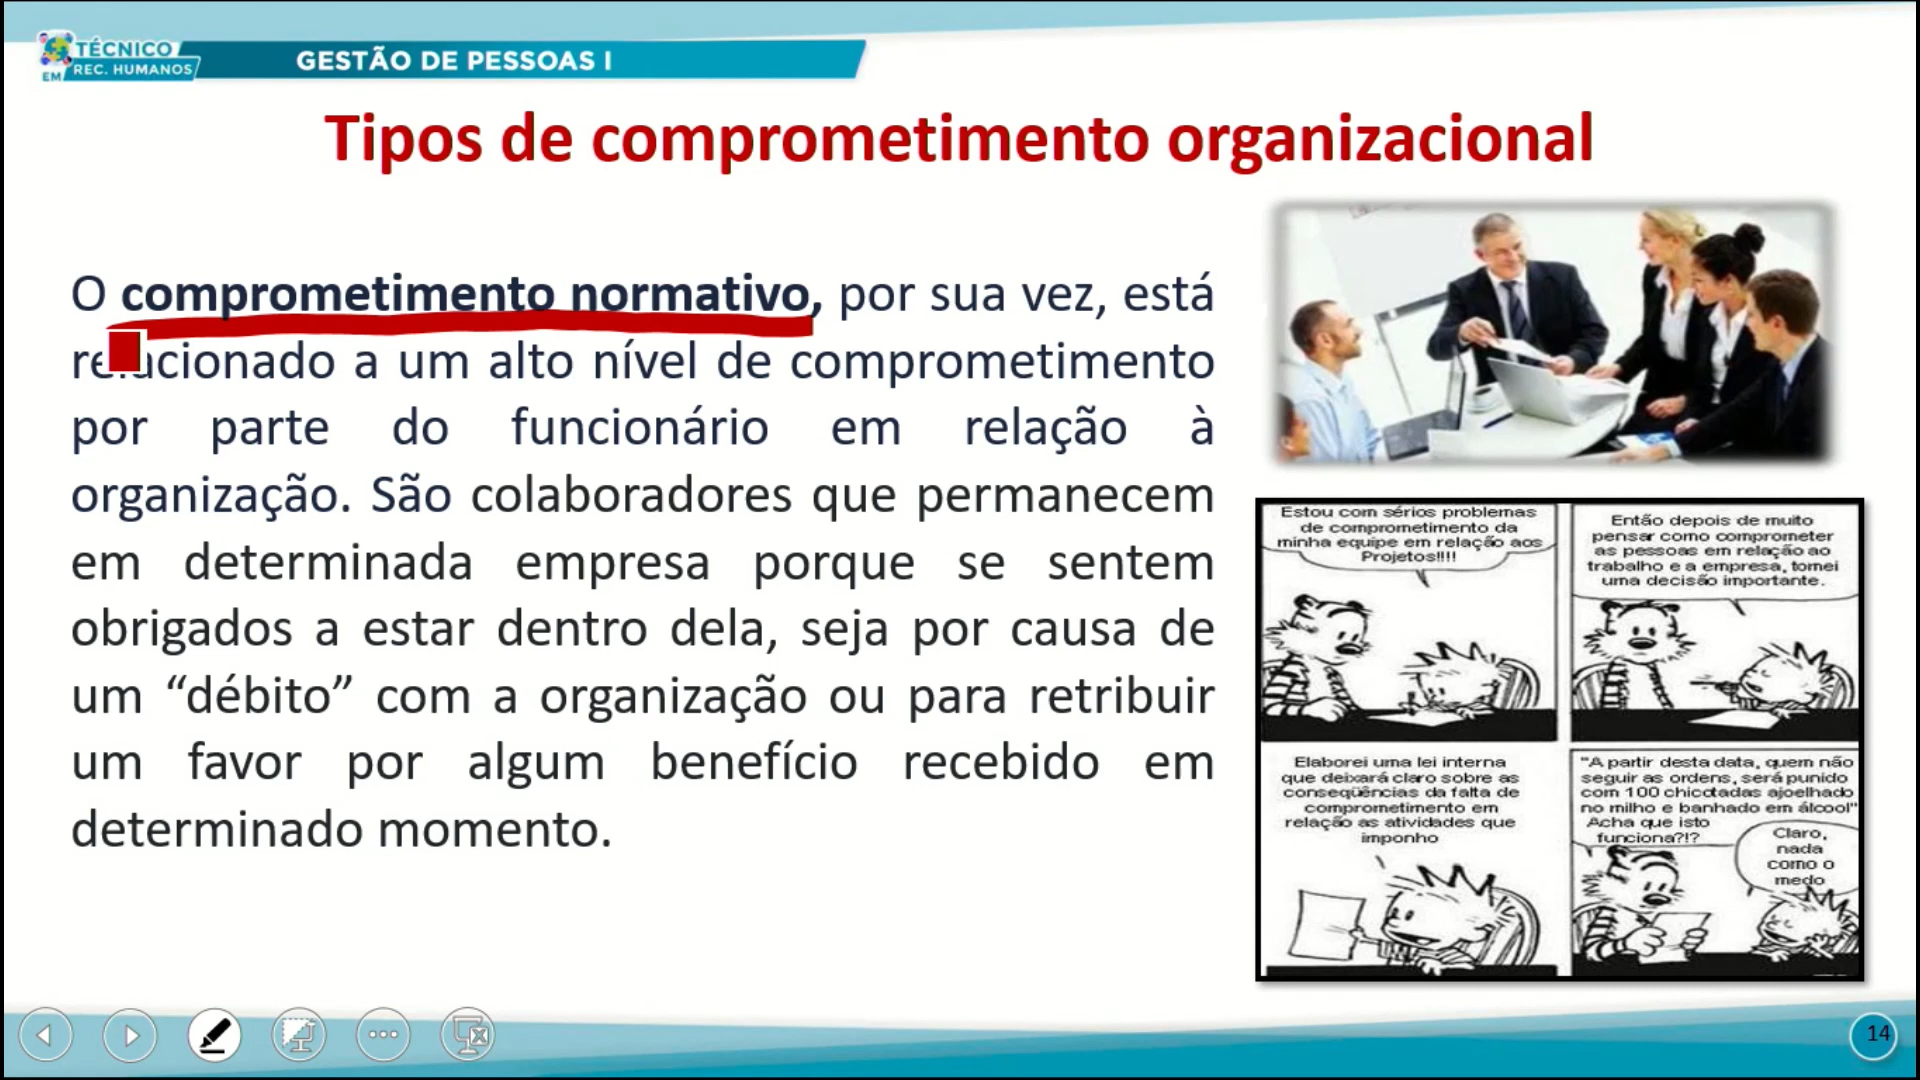 TÉCNICO
EM REC. HUMANOS
GESTÃO DE PESSOAS I
Tipos de comprometimento organizacional
O comprometimento normativo, por sua vez, está
relacionado a um alto nível de comprometimento
por parte do funcionário em relação à
organização. São colaboradores que permanecem
em determinada empresa porque se sentem
obrigados a estar dentro dela, seja por causa de
um “débito” com a organização ou para retribuir
um favor por algum benefício recebido em
determinado momento.
Estou com sérios problemas
de comprometimento da
minha equipe em relação aos
Projetos!!!!
Então depois de muito
pensar como comprometer
as pessoas em relação ao
trabalho e a empresa, tomei
uma decisão importante.
Elaborei uma lei interna
que deixará claro sobre as
conseqüências da falta de
comprometimento em
relação as atividades que
imponho
"A partir desta data, quem não
seguir as ordens, será punido
com 100 chicotadas ajoelhado
no milho e banhado em álcool"
Acha que isto
funciona?!?
Claro,
nada
como o
medo
14